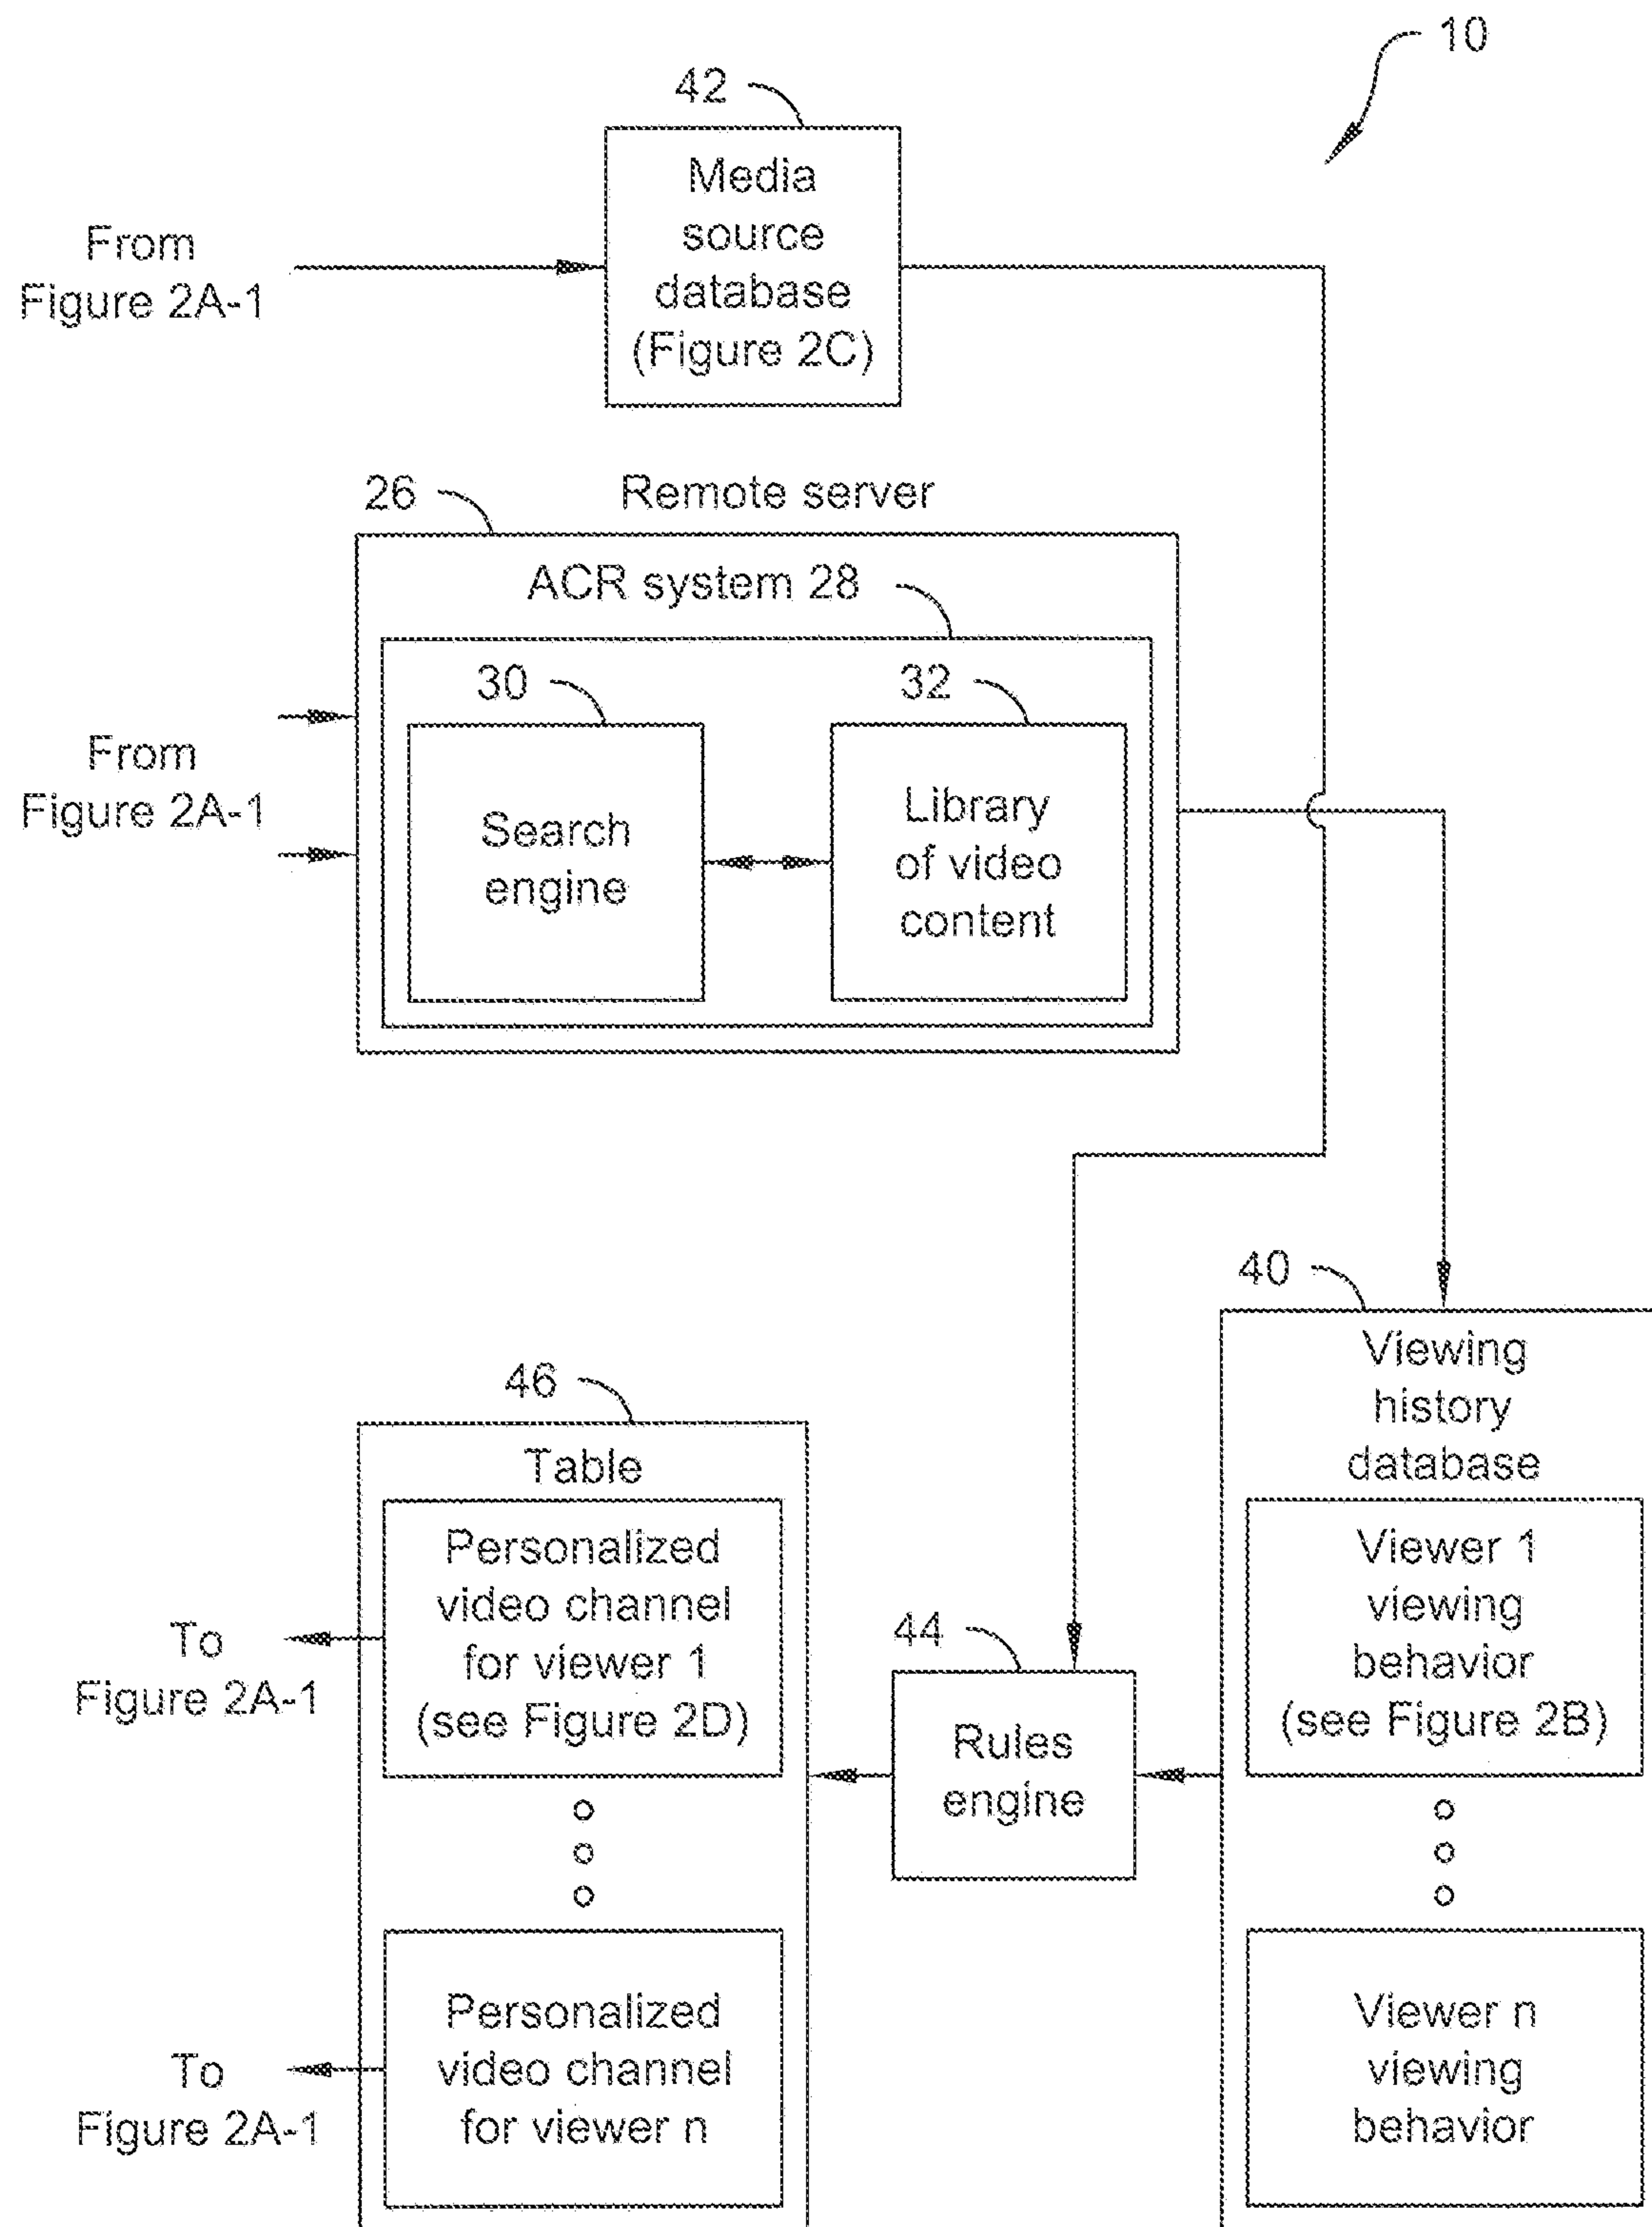 10
42
Media
source
database
(Figure 2C)
From
Figure 2A-1
26
Remote server
ACR system 28
30
32
Search
engine
Library
of video
content
From
Figure 2A-1
40
Viewing
history
database
Viewer 1
viewing
behavior
(see Figure 2B)
Viewer n
viewing
behavior
44
Rules
engine
46
Table
Personalized
video channel
for viewer 1
(see Figure 2D)
To
Figure 2A-1
Personalized
video channel
for viewer n
To
Figure 2A-1